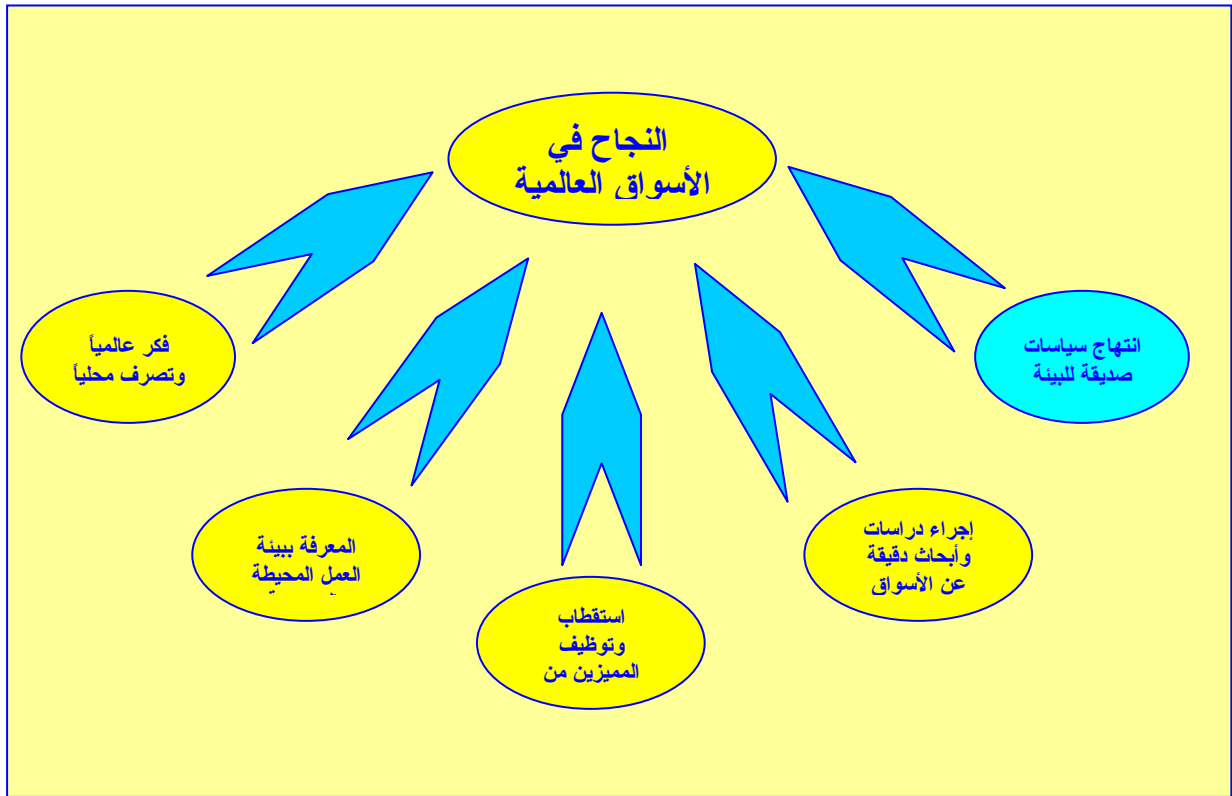 النجاح في
الأسواق العالمية
انتهاج سياسات
صديقة للبيئة
إجراء دراسات
وأبحاث دقيقة
عن الأسواق
استقطاب
وتوظيف
المميزين من
المعرفة ببيئة
العمل المحيطة
فكر عالمياً
وتصرف محلياً